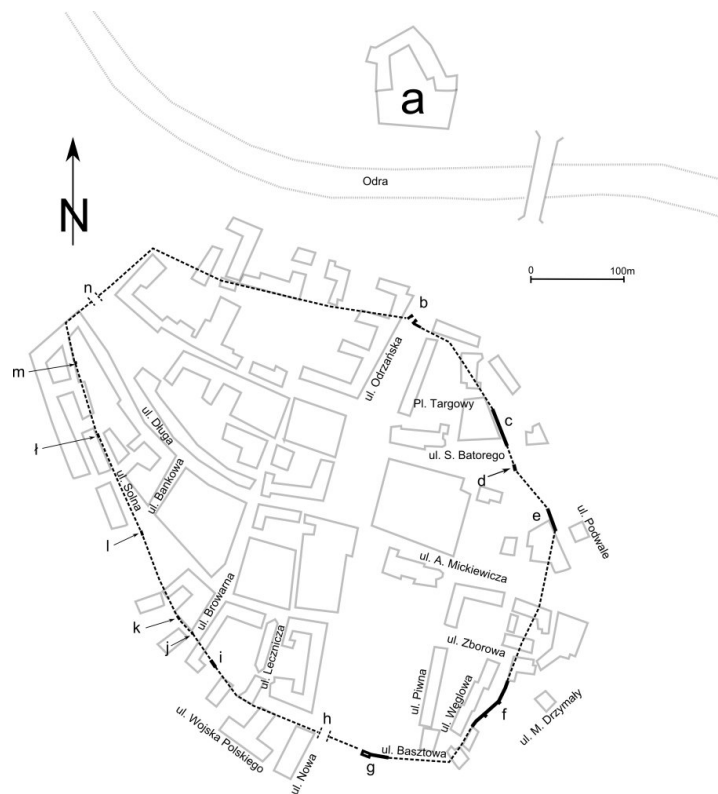 a
Odra
N
0 100m
n
b
ul. Odrzańska
m
Pl. Targowy
c
ul. Długa
ł
ul. S. Batorego
d
ul. Solna
ul. Bankowa
e
ul. Podwale
l
ul. A. Mickiewicza
ul. Browarna
k
j
ul. Zborowa
i
ul. Lecznicza
ul. Piwna
ul. Węglowa
f
ul. M. Drzymały
h
ul. Wojska Polskiego
ul. Basztowa
ul. Nowa
g